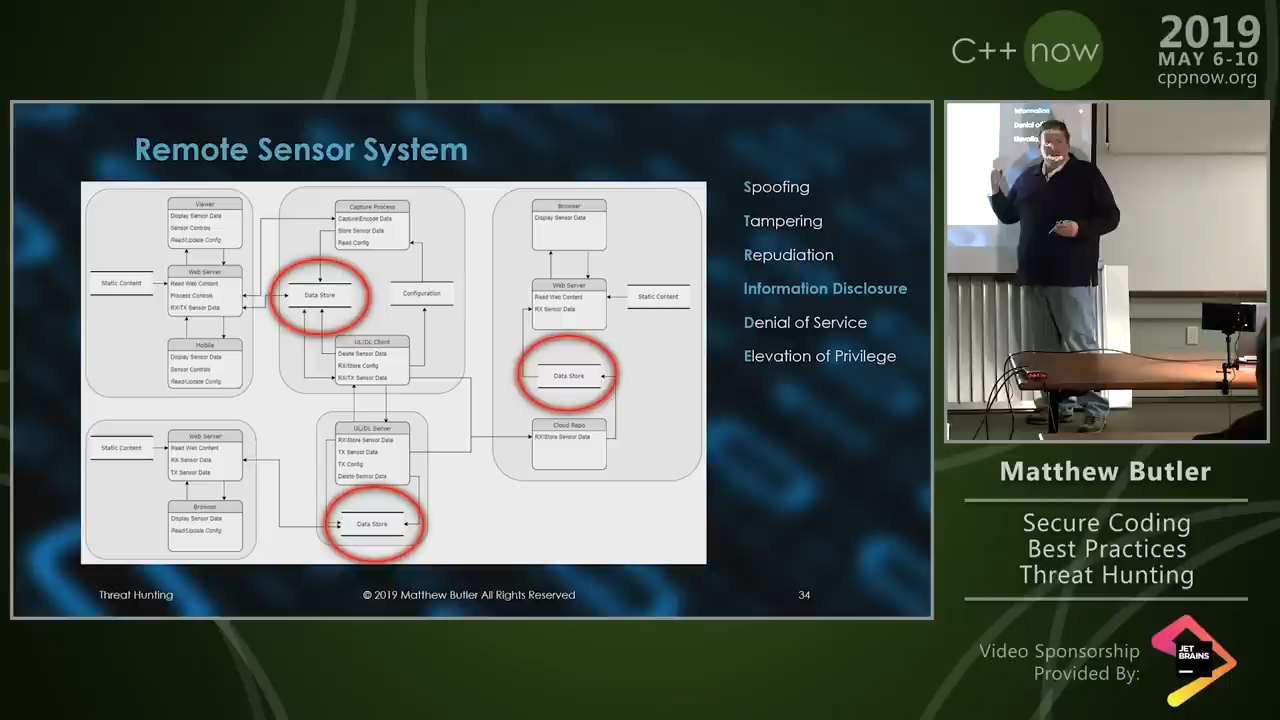 C++ now
2019
MAY 6-10
cppnow.org
Remote Sensor System
Viewer
Display Sensor Data
Sensor Controls
Read/Update Config
Static Content
Web Server
Read Web Content
Process Controls
RX/TX Sensor Data
Mobile
Display Sensor Data
Sensor Controls
Read/Update Config
Capture Process
Capture\Encode Data
Store Sensor Data
Read Config
Data Store
Configuration
UL/DL Client
Delete Sensor Data
RX/Store Config
RX/TX Sensor Data
Browser
Display Sensor Data
Web Server
Read Web Content
RX Sensor Data
Static Content
Data Store
Cloud Repo
RX\Store Sensor Data
Static Content
Web Server
Read Web Content
RX Sensor Data
TX Sensor Data
Browser
Display Sensor Data
Read/Update Config
UL/DL Server
RX\Store Sensor Data
TX Sensor Data
TX Config
Delete Sensor Data
Data Store
Spoofing
Tampering
Repudiation
Information Disclosure
Denial of Service
Elevation of Privilege
Threat Hunting
© 2019 Matthew Butler All Rights Reserved
34
Information
Denial of
Matthew Butler
Secure Coding
Best Practices
Threat Hunting
Video Sponsorship
Provided By:
JET
BRAINS